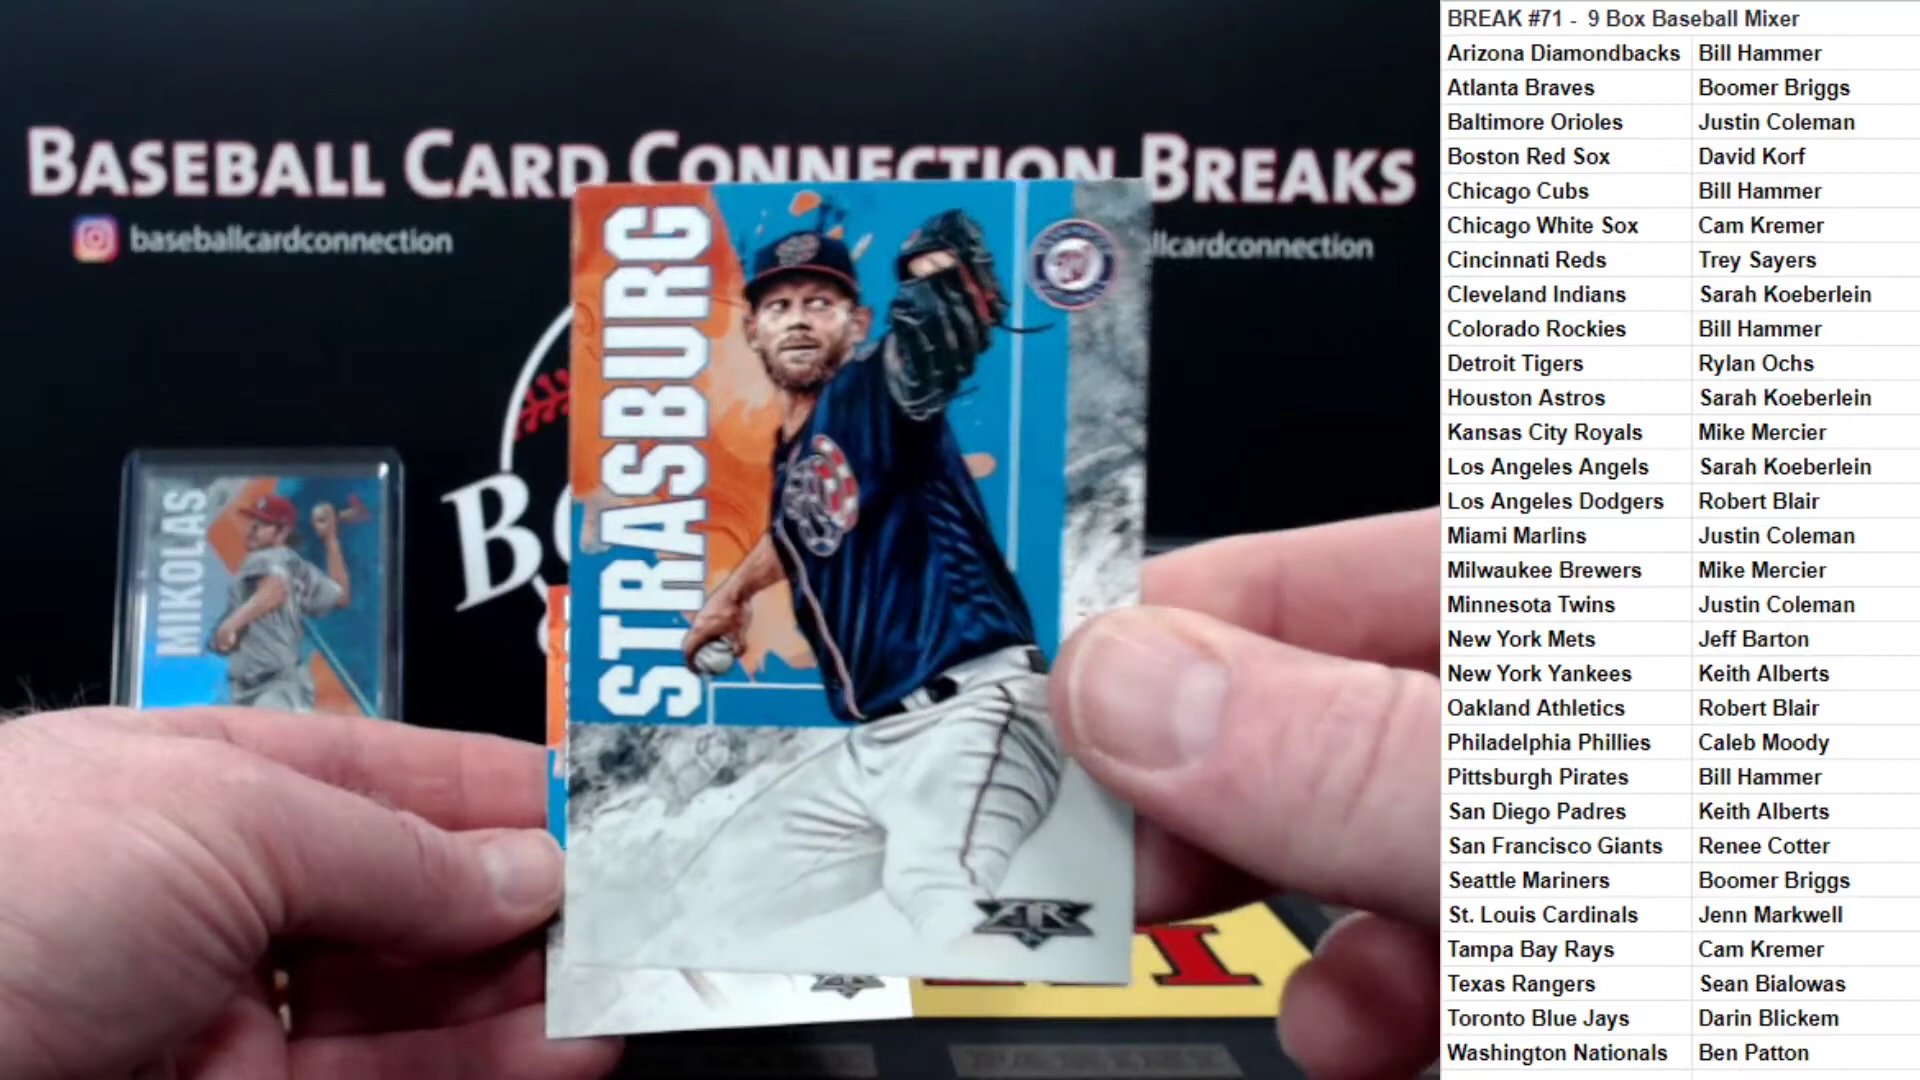 BREAK #71 - 9 Box Baseball Mixer
Arizona Diamondbacks Bill Hammer
Atlanta Braves Boomer Briggs
Baltimore Orioles Justin Coleman
Boston Red Sox David Korf
Chicago Cubs Bill Hammer
Chicago White Sox Cam Kremer
Cincinnati Reds Trey Sayers
Cleveland Indians Sarah Koeberlein
Colorado Rockies Bill Hammer
Detroit Tigers Rylan Ochs
Houston Astros Sarah Koeberlein
Kansas City Royals Mike Mercier
Los Angeles Angels Sarah Koeberlein
Los Angeles Dodgers Robert Blair
Miami Marlins Justin Coleman
Milwaukee Brewers Mike Mercier
Minnesota Twins Justin Coleman
New York Mets Jeff Barton
New York Yankees Keith Alberts
Oakland Athletics Robert Blair
Philadelphia Phillies Caleb Moody
Pittsburgh Pirates Bill Hammer
San Diego Padres Keith Alberts
San Francisco Giants Renee Cotter
Seattle Mariners Boomer Briggs
St. Louis Cardinals Jenn Markwell
Tampa Bay Rays Cam Kremer
Texas Rangers Sean Bialowas
Toronto Blue Jays Darin Blickem
Washington Nationals Ben Patton
BASEBALL CARD CONNECTION BREAKS
baseballcardconnection
llcardconnection
STRASBURG
MIKOLAS
FIRE